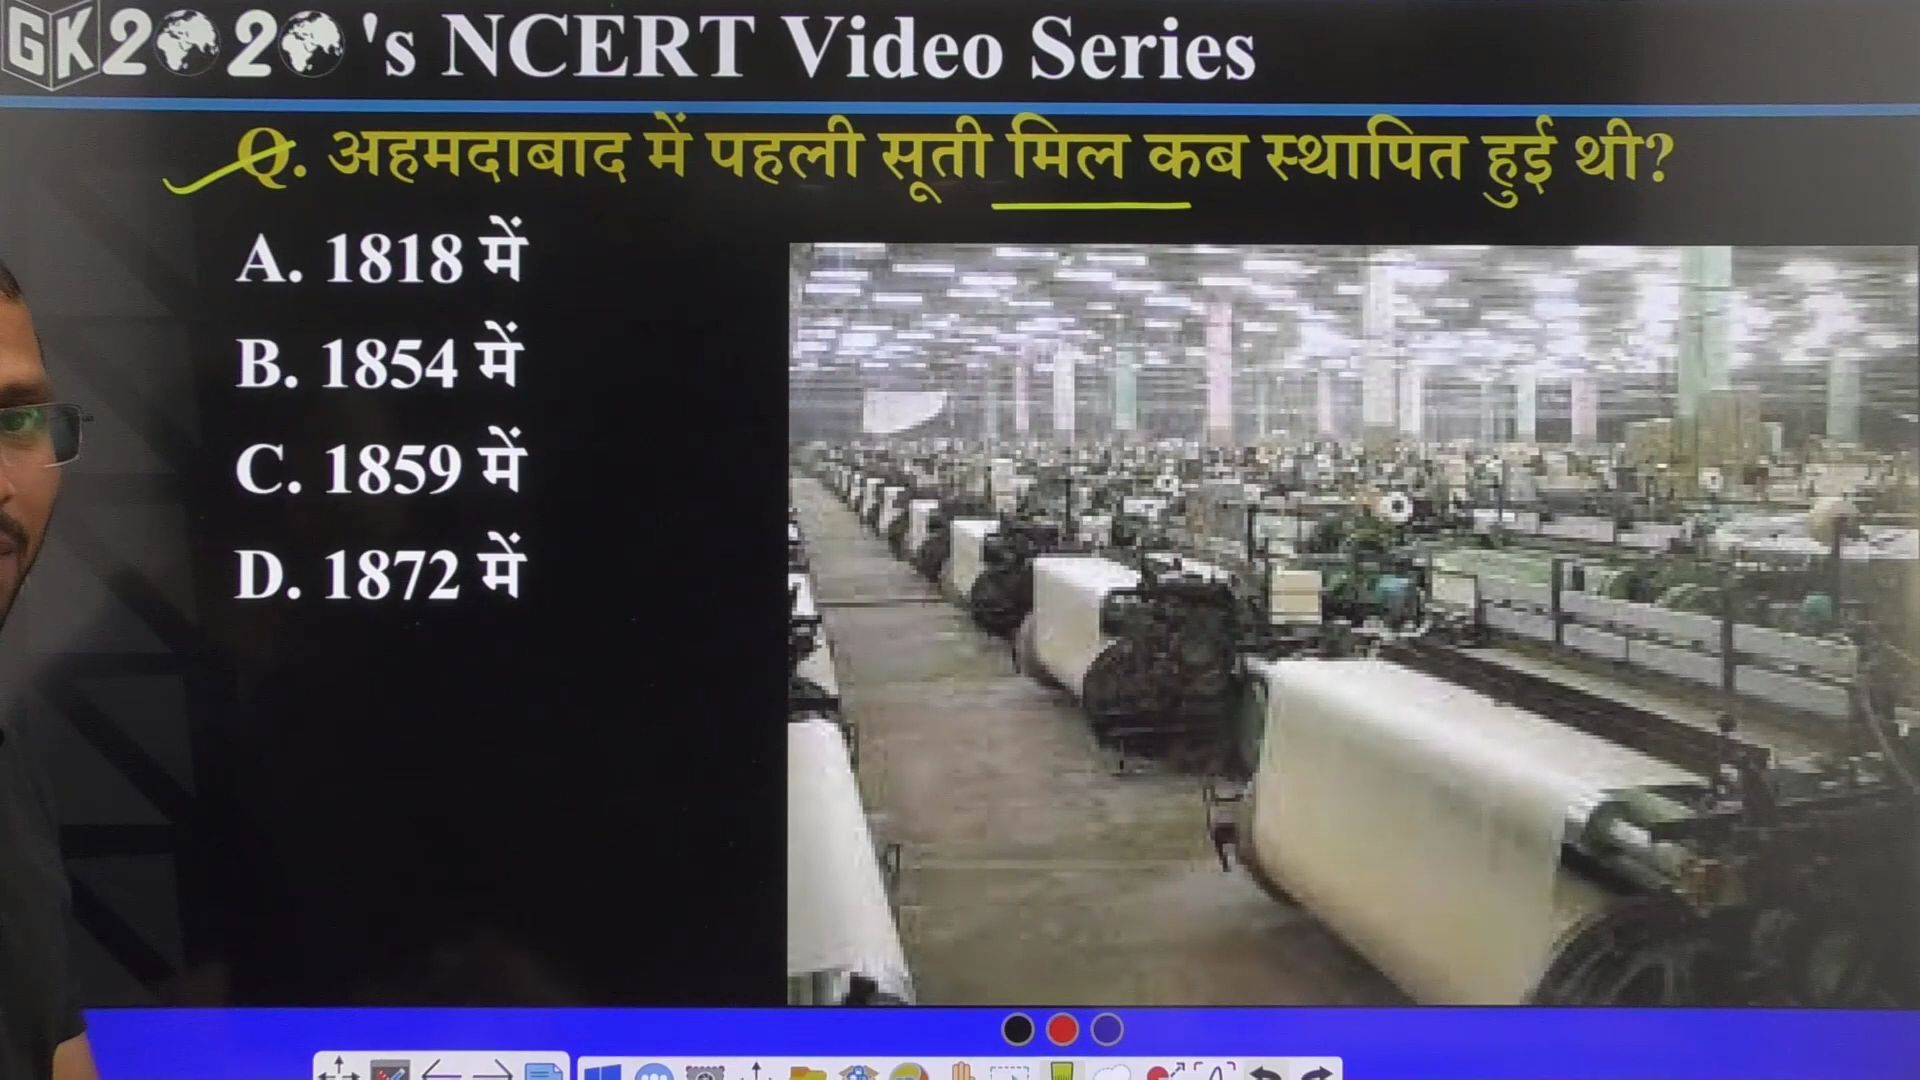 GK2020's NCERT Video Series
Q. अहमदाबाद में पहली सूती मिल कब स्थापित हुई थी?
A. 1818 में
B. 1854 में
C. 1859 में
D. 1872 में